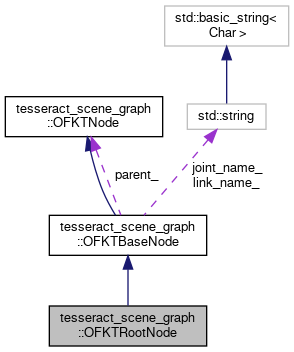 std::basic_string<
Char >
tesseract_scene_graph
::OFKTNode
std::string
parent_
joint_name_
link_name_
tesseract_scene_graph
::OFKTBaseNode
tesseract_scene_graph
::OFKTRootNode